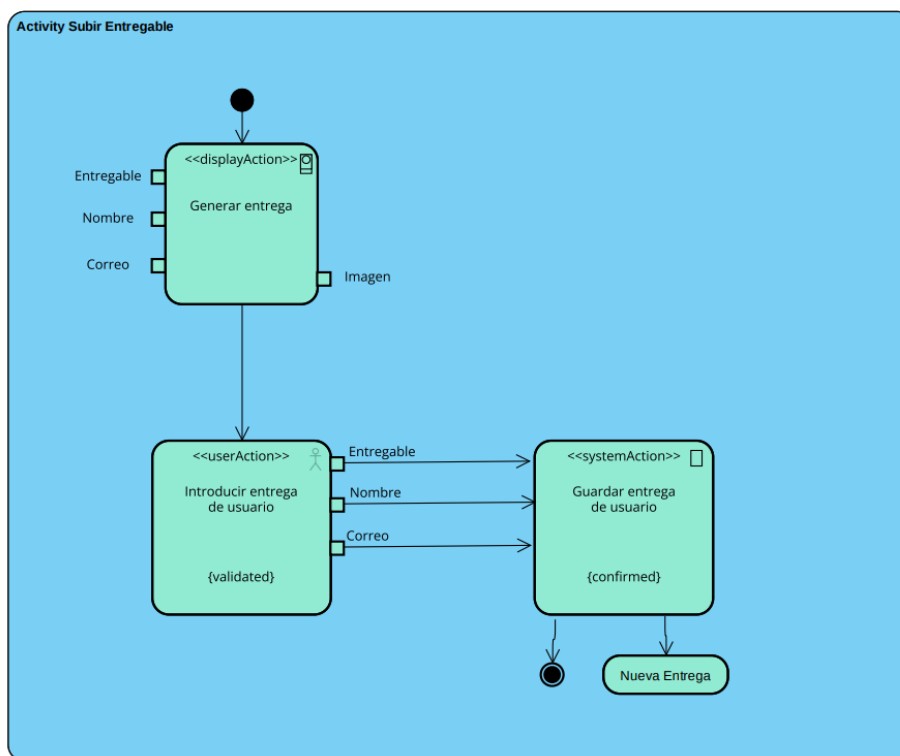 Activity Subir Entregable
<<displayAction>>
Entregable
Generar entrega
Nombre
Correo
Imagen
<<userAction>>
Introducir entrega
de usuario
{validated}
Entregable
Nombre
Correo
<<systemAction>>
Guardar entrega
de usuario
{confirmed}
Nueva Entrega